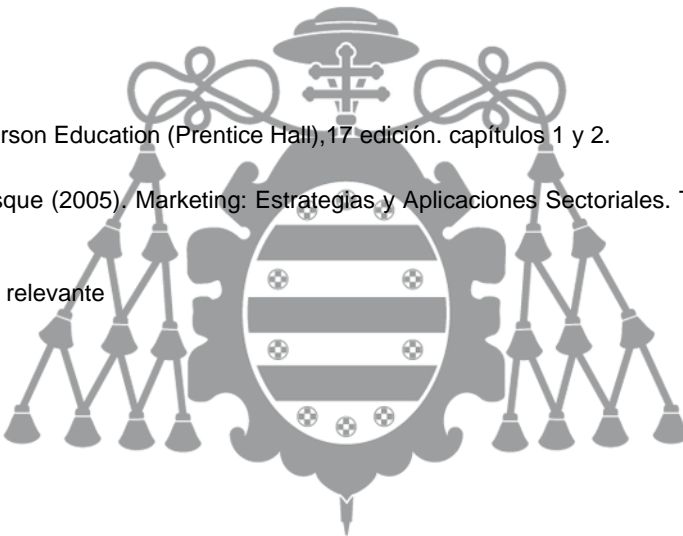 rson Education (Prentice Hall),17 edición. capítulos 1 y 2.
sque (2005). Marketing: Estrategias y Aplicaciones Sectoriales. T
relevante